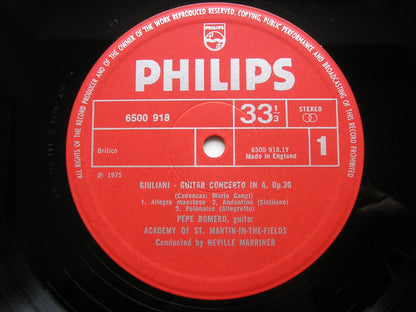 ALL RIGHTS OF THE RECORD PRODUCER AND OF THE OWNER OF THE WORK REPRODUCED RESERVED. COPYING, PUBLIC PERFORMANCE AND BROADCASTING OF THIS RECORD PROHIBITED
PHILIPS
PHILIPS
6500 918
33 1/3
STEREO
Britico
6500 918.1Y
Made in England
1
℗ 1975
GIULIANI - GUITAR CONCERTO IN A, Op.30
(Cadenzas: Mario Gangi)
1. Allegro maestoso 2. Andantino (Siciliano)
3. Polonaise (Allegretto)
PEPE ROMERO, guitar
ACADEMY OF ST. MARTIN-IN-THE-FIELDS
Conducted by NEVILLE MARRINER